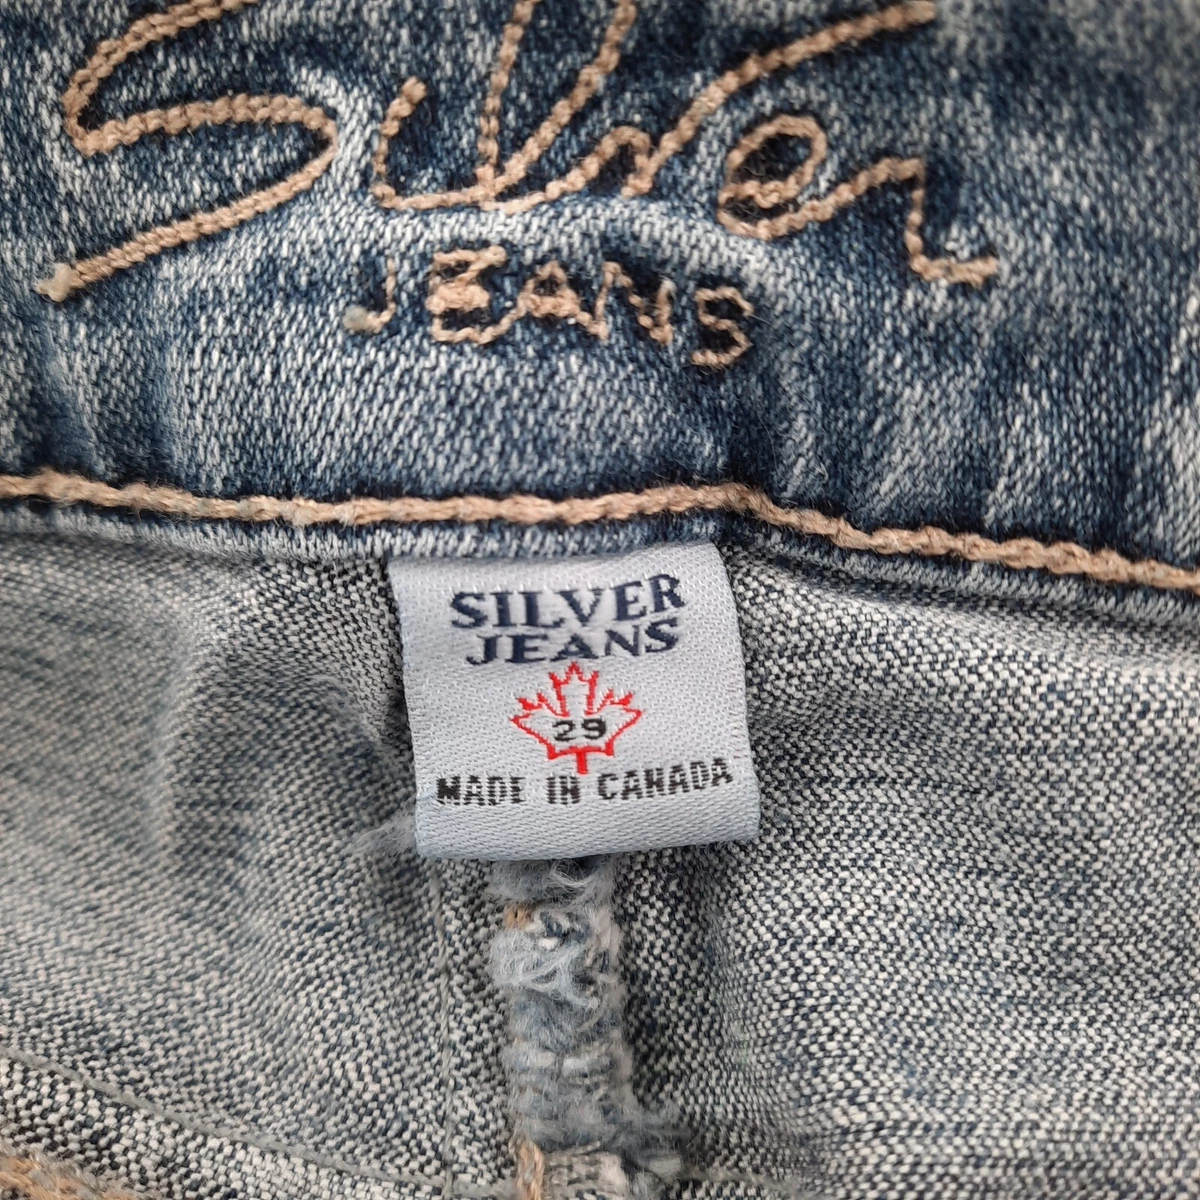 Silver
JEANS
SILVER
JEANS
29
MADE IN CANADA